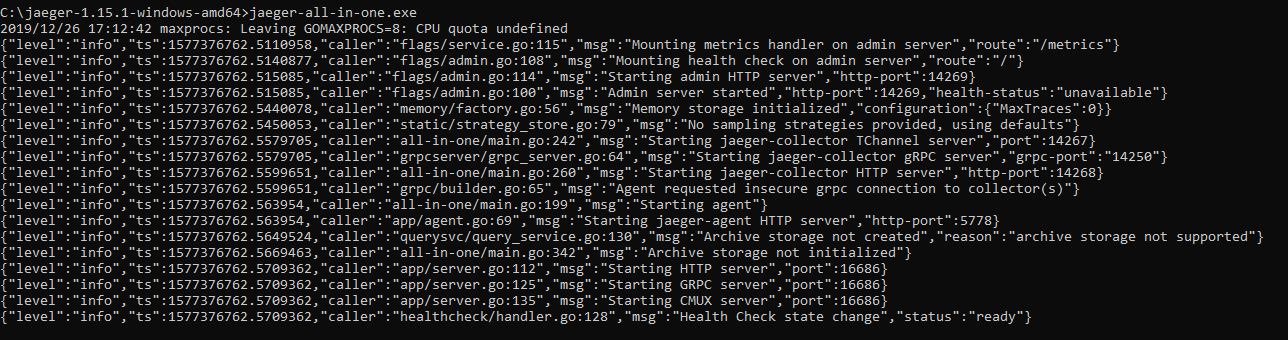 C:\jaeger-1.15.1-windows-amd64>jaeger-all-in-one.exe
2019/12/26 17:12:42 maxprocs: Leaving GOMAXPROCS=8: CPU quota undefined
{"level":"info","ts":1577376762.5110958,"caller":"flags/service.go:115","msg":"Mounting metrics handler on admin server","route":"/metrics"}
{"level":"info","ts":1577376762.5140877,"caller":"flags/admin.go:108","msg":"Mounting health check on admin server","route":"/"}
{"level":"info","ts":1577376762.515085,"caller":"flags/admin.go:114","msg":"Starting admin HTTP server","http-port":14269}
{"level":"info","ts":1577376762.515085,"caller":"flags/admin.go:100","msg":"Admin server started","http-port":14269,"health-status":"unavailable"}
{"level":"info","ts":1577376762.5440078,"caller":"memory/factory.go:56","msg":"Memory storage initialized","configuration":{"MaxTraces":0}}
{"level":"info","ts":1577376762.5450053,"caller":"static/strategy_store.go:79","msg":"No sampling strategies provided, using defaults"}
{"level":"info","ts":1577376762.5579705,"caller":"all-in-one/main.go:242","msg":"Starting jaeger-collector TChannel server","port":14267}
{"level":"info","ts":1577376762.5579705,"caller":"grpcserver/grpc_server.go:64","msg":"Starting jaeger-collector gRPC server","grpc-port":"14250"}
{"level":"info","ts":1577376762.5599651,"caller":"all-in-one/main.go:260","msg":"Starting jaeger-collector HTTP server","http-port":14268}
{"level":"info","ts":1577376762.5599651,"caller":"grpc/builder.go:65","msg":"Agent requested insecure grpc connection to collector(s)"}
{"level":"info","ts":1577376762.563954,"caller":"all-in-one/main.go:199","msg":"Starting agent"}
{"level":"info","ts":1577376762.563954,"caller":"app/agent.go:69","msg":"Starting jaeger-agent HTTP server","http-port":5778}
{"level":"info","ts":1577376762.5649524,"caller":"querysvc/query_service.go:130","msg":"Archive storage not created","reason":"archive storage not supported"}
{"level":"info","ts":1577376762.5669463,"caller":"all-in-one/main.go:342","msg":"Archive storage not initialized"}
{"level":"info","ts":1577376762.5709362,"caller":"app/server.go:112","msg":"Starting HTTP server","port":16686}
{"level":"info","ts":1577376762.5709362,"caller":"app/server.go:125","msg":"Starting GRPC server","port":16686}
{"level":"info","ts":1577376762.5709362,"caller":"app/server.go:135","msg":"Starting CMUX server","port":16686}
{"level":"info","ts":1577376762.5709362,"caller":"healthcheck/handler.go:128","msg":"Health Check state change","status":"ready"}